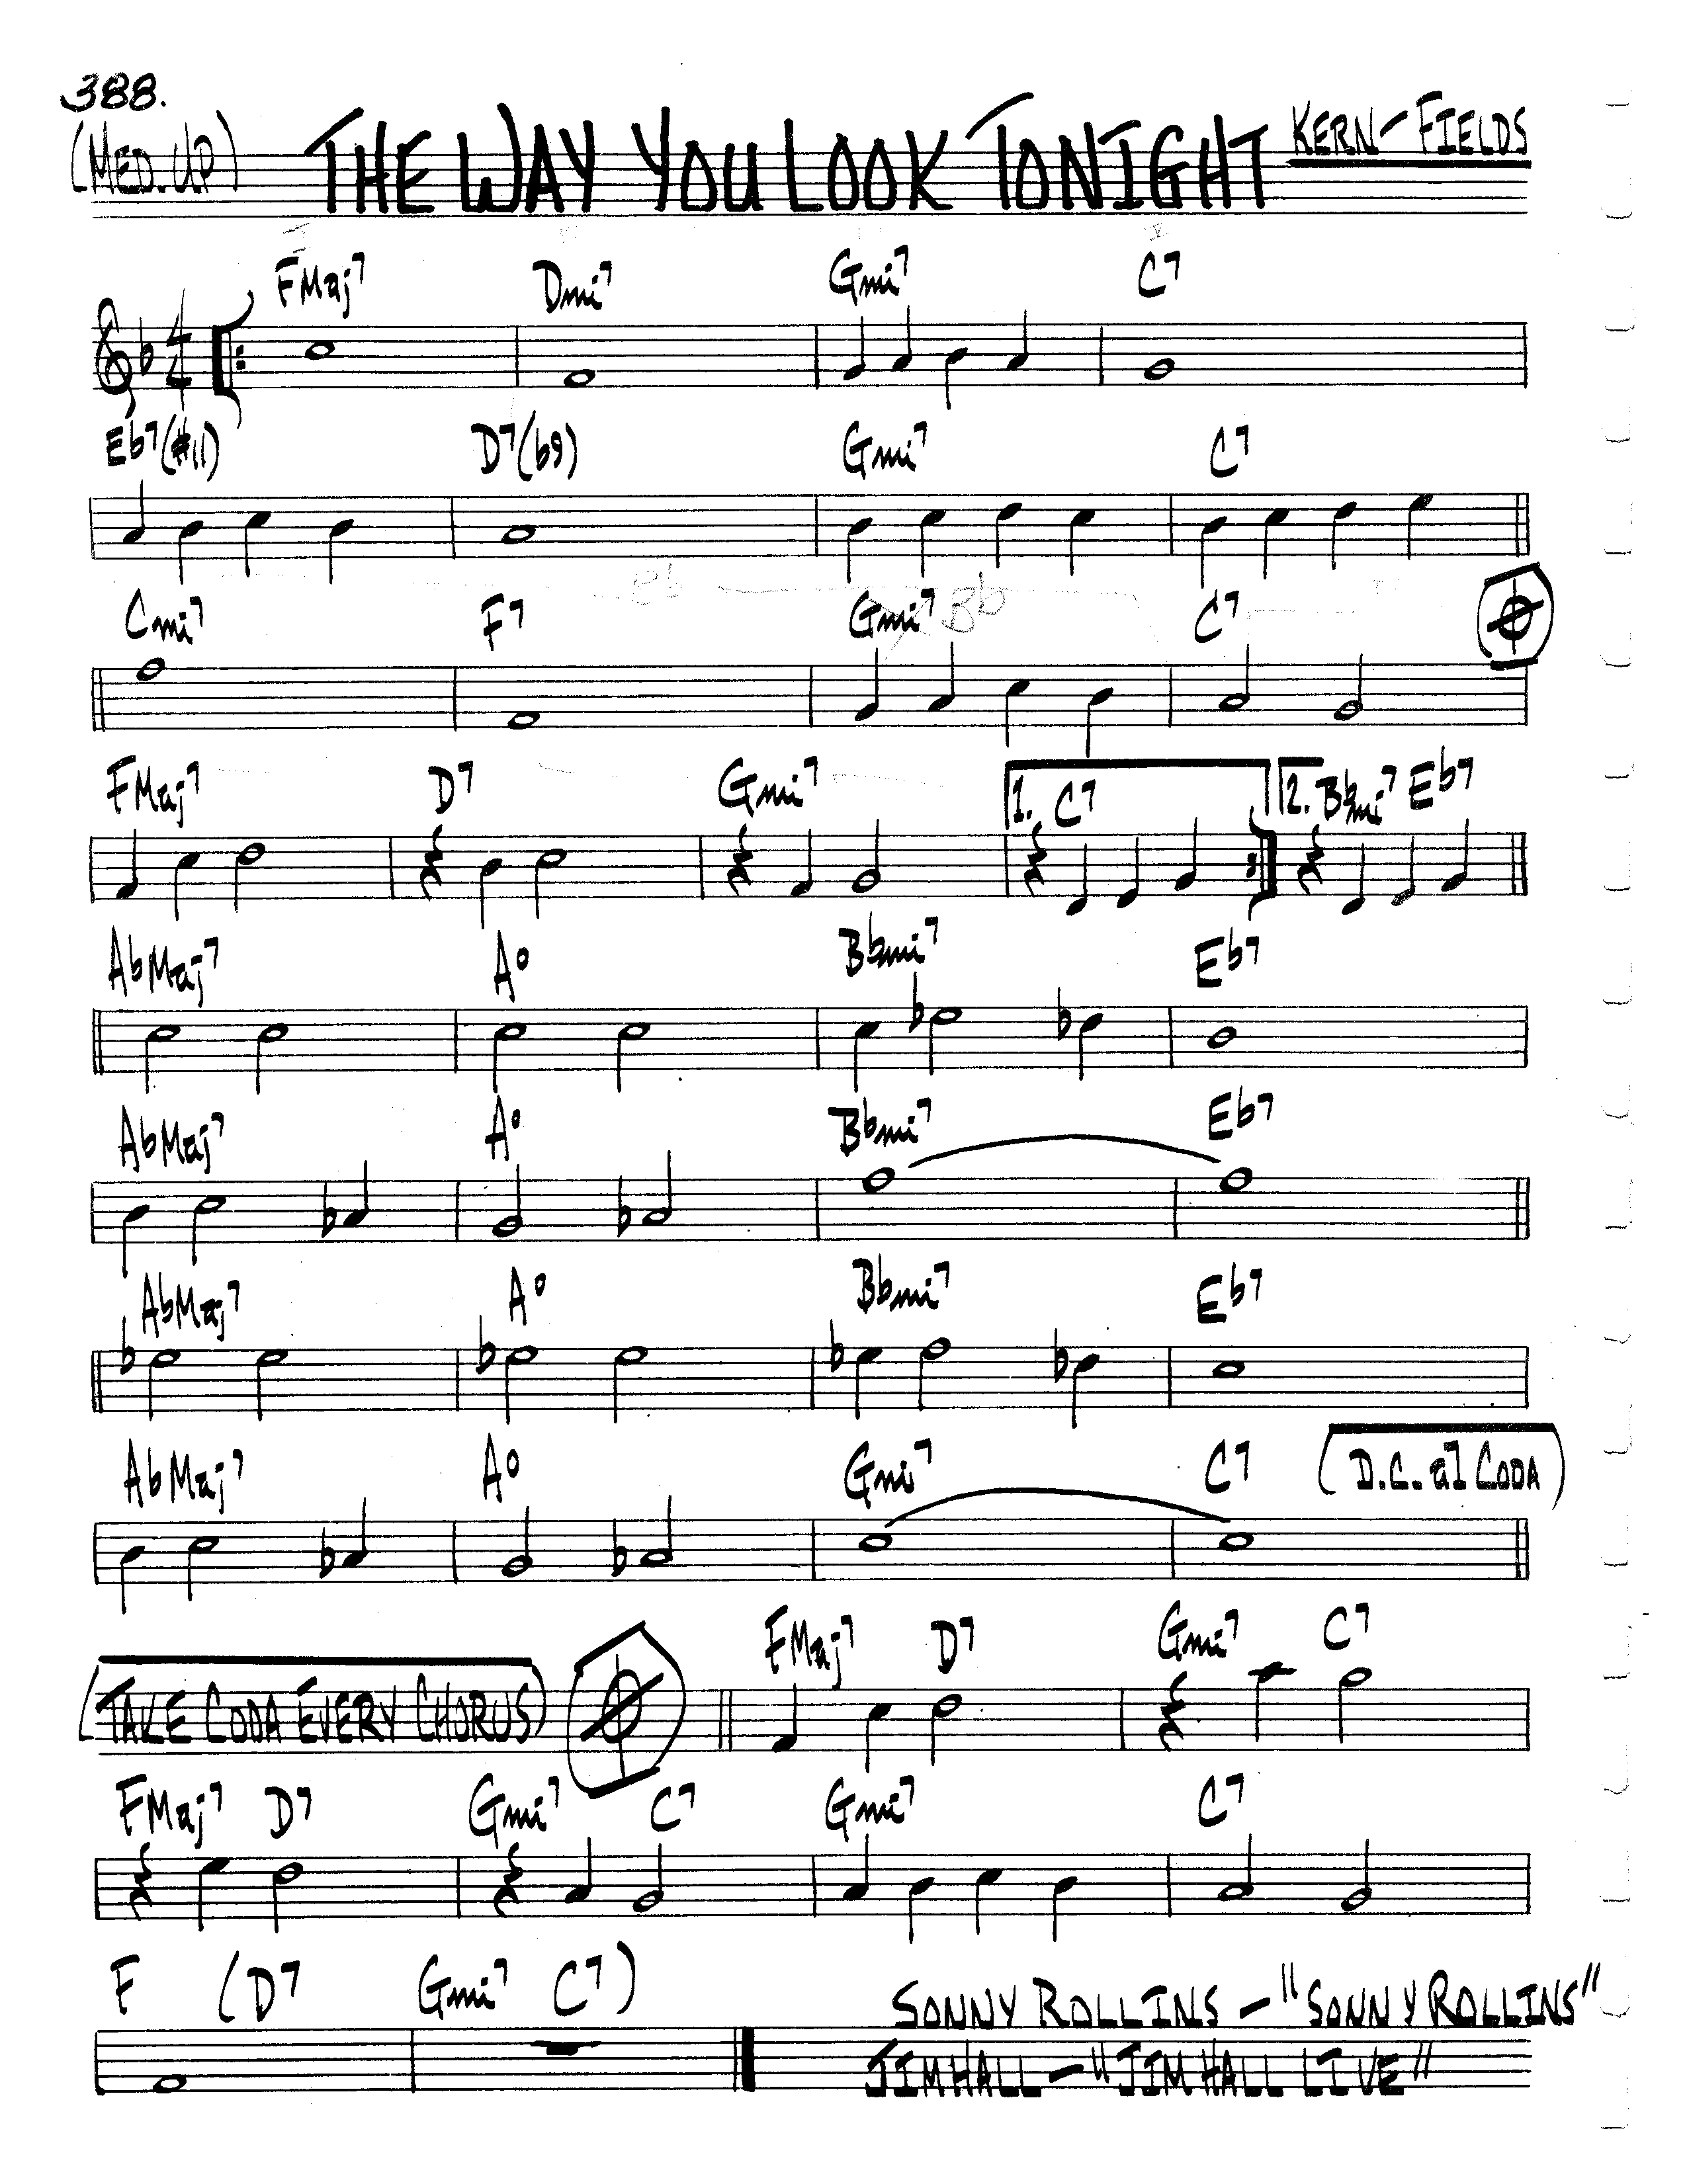 388.
(MED. UP) THE WAY YOU LOOK TONIGHT KERN-FIELDS
FMaj7 Dmi7 Gmi7 C7
4/4
Eb7(#11) D7(b9) Gmi7 C7
Cmi7 F7 Gmi7 Bb C7
FMaj7 D7 Gmi7 1. C7 2. Bbmi7 Eb7
AbMaj7 A° Bbmi7 Eb7
AbMaj7 A° Bbmi7 Eb7
AbMaj7 A° Bbmi7 Eb7
AbMaj7 A° Gmi7 C7 (D.C. al CODA)
(TAKE CODA EVERY CHORUS) FMaj7 D7 Gmi7 C7
FMaj7 D7 Gmi7 C7 Gmi7 C7
F (D7 Gmi7 C7)
SONNY ROLLINS - "SONNY ROLLINS"
JIM HALL - "JIM HALL LIVE"